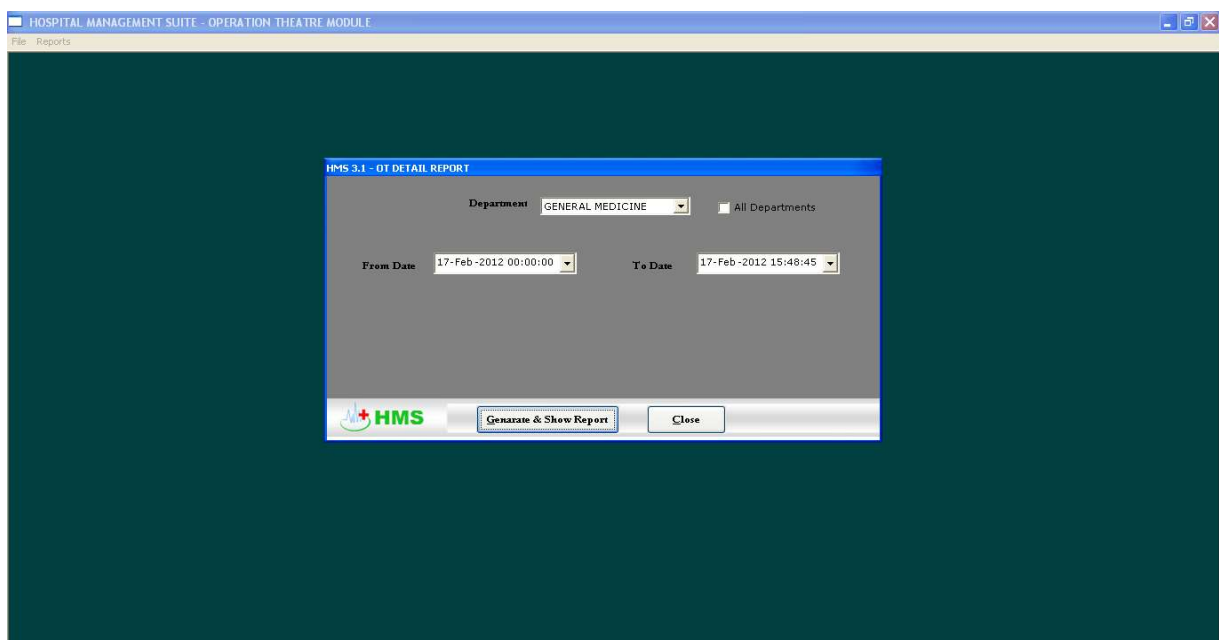 HOSPITAL MANAGEMENT SUITE - OPERATION THEATRE MODULE
File Reports
HMS 3.1 - OT DETAIL REPORT
Department GENERAL MEDICINE All Departments
From Date 17-Feb-2012 00:00:00 To Date 17-Feb-2012 15:48:45
HMS Genarate & Show Report Close